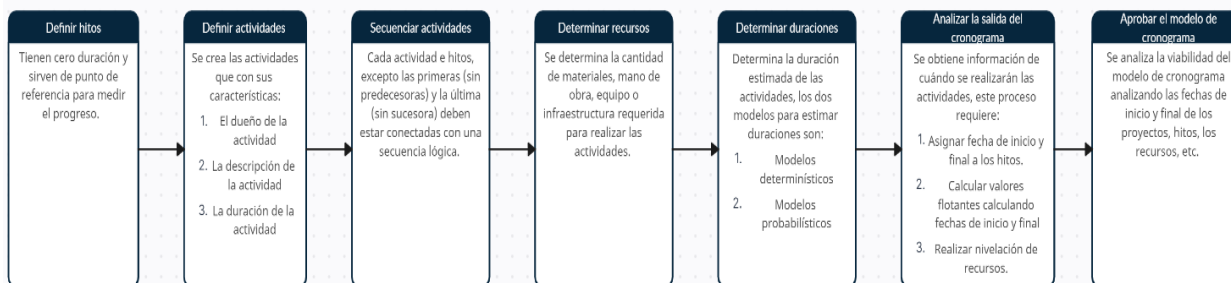 Definir hitos
Tienen cero duración y
sirven de punto de
referencia para medir
el progreso.
Definir actividades
Se crea las actividades
que con sus
características:
1. El dueño de la
actividad
2. La descripción de
la actividad
3. La duración de la
actividad
Secuenciar actividades
Cada actividad e hitos,
excepto las primeras (sin
predecesoras) y la última
(sin sucesora) deben
estar conectadas con una
secuencia lógica.
Determinar recursos
Se determina la cantidad
de materiales, mano de
obra, equipo o
infraestructura requerida
para realizar las
actividades.
Determinar duraciones
Determina la duración
estimada de las
actividades, los dos
modelos para estimar
duraciones son:
1. Modelos
determinísticos
2. Modelos
probabilísticos
Analizar la salida del
cronograma
Se obtiene información de
cuándo se realizarán las
actividades, este proceso
requiere:
1. Asignar fecha de inicio y
final a los hitos.
2. Calcular valores
flotantes calculando
fechas de inicio y final
3. Realizar nivelación de
recursos.
Aprobar el modelo de
cronograma
Se analiza la viabilidad del
modelo de cronograma
analizando las fechas de
inicio y final de los
proyectos, hitos, los
recursos, etc.